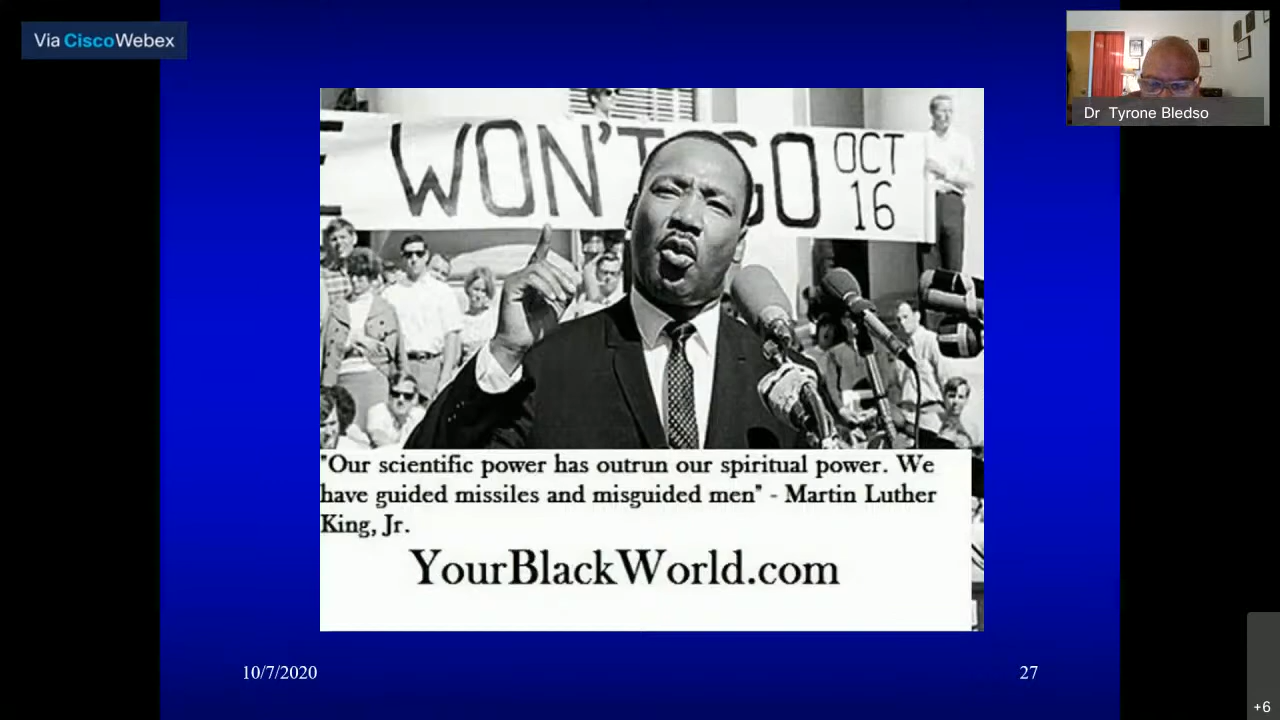 Via CiscoWebex
Dr Tyrone Bledso
WON'T GO
OCT
16
"Our scientific power has outrun our spiritual power. We
have guided missiles and misguided men" - Martin Luther
King, Jr.
YourBlackWorld.com
10/7/2020
27
+6